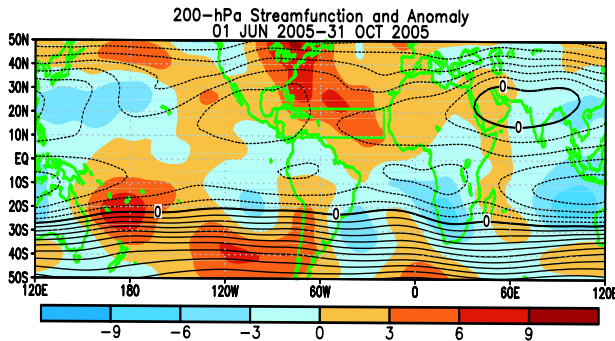 200-hPa Streamfunction and Anomaly
01 JUN 2005-31 OCT 2005
50N
40N
30N
20N
10N
EQ
10S
20S
30S
40S
50S
0
0
0
0
0
120E 180 120W 60W 0 60E 120E
-9 -6 -3 0 3 6 9